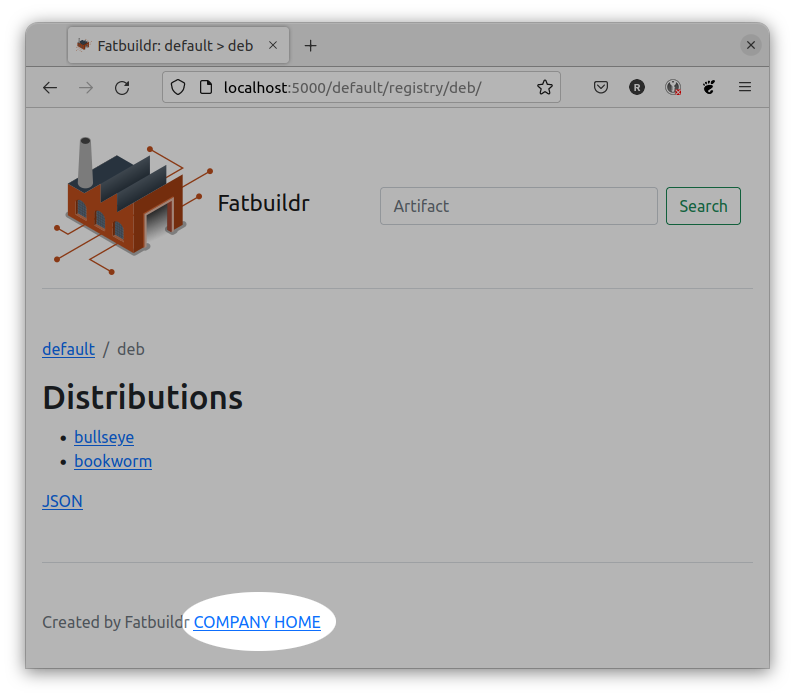 Fatbuildr: default > deb
localhost:5000/default/registry/deb/
R
Fatbuildr
Artifact
Search
default / deb
Distributions
bullseye
bookworm
JSON
Created by Fatbuildr COMPANY HOME